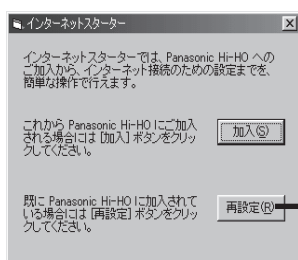 インターネットスターター
インターネットスターターでは、Panasonic Hi-HO への
ご加入から、インターネット接続のための設定までを、
簡単な操作で行えます。
これから Panasonic Hi-HO にご加入
される場合には [加入] ボタンをクリッ
クしてください。
加入(S)
既に Panasonic Hi-HO に加入されて
いる場合には [再設定] ボタンをクリッ
クしてください。
再設定(R)